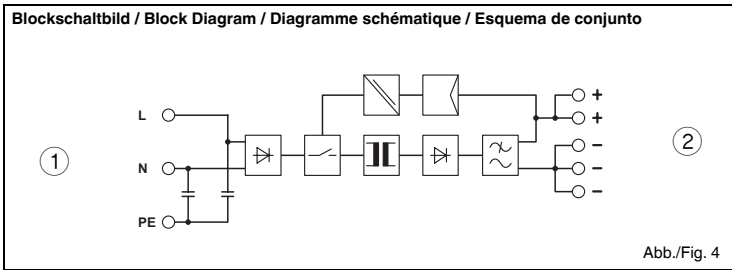 Blockschaltbild / Block Diagram / Diagramme schématique / Esquema de conjunto
L
N
PE
1
2
+
+
–
–
–
Abb./Fig. 4